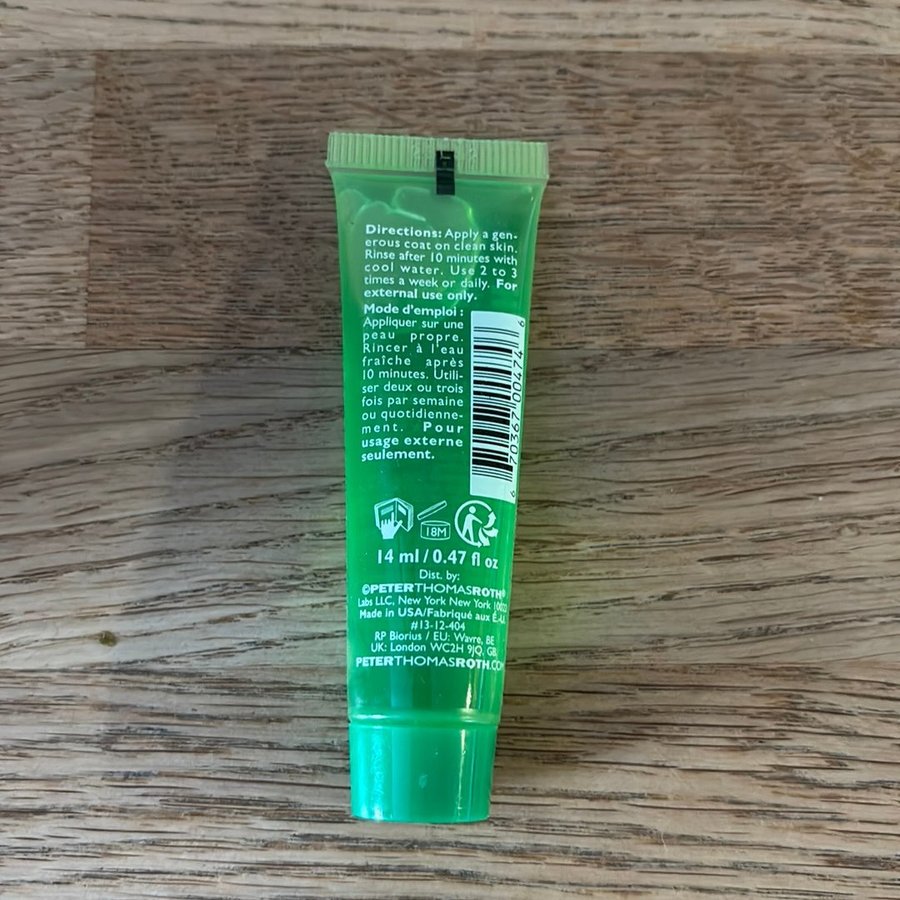 Directions: Apply a gen-
erous coat on clean skin.
Rinse after 10 minutes with
cool water. Use 2 to 3
times a week or daily. For
external use only.
Mode d'emploi :
Appliquer sur une
peau propre.
Rincer à l'eau
fraîche après
10 minutes. Utili-
ser deux ou trois
fois par semaine
ou quotidienne-
ment. Pour
usage externe
seulement.
6 70367 00474 6
18M
14 ml / 0.47 fl oz
Dist. by:
©PETERTHOMASROTH®
Labs LLC, New York New York
Made in USA/Fabriqué aux É.-U.
#13-12-404
RP Biorius / EU: Wavre, BE
UK: London WC2H 9JQ, GB
PETERTHOMASROTH.COM